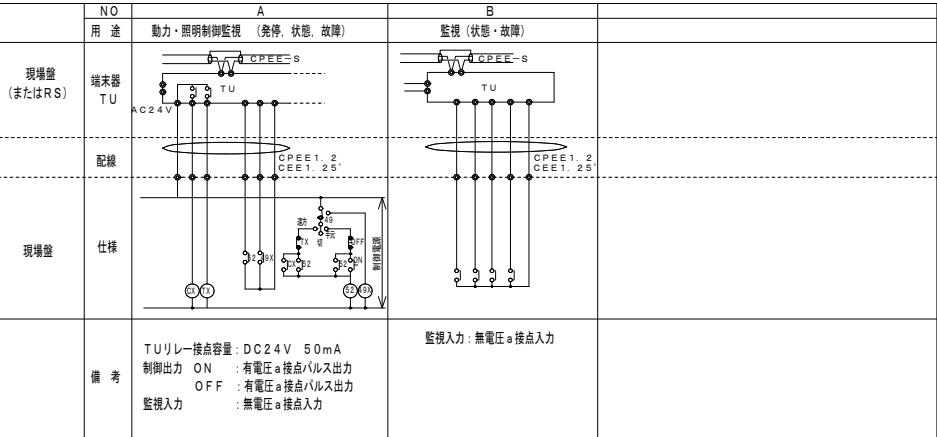 NO A B
用 途 動力・照明制御監視 (発停, 状態, 故障) 監視 (状態・故障)
現場盤
(またはRS)
端末器
TU
CPEE-S
TU
AC24V
CPEE-S
TU
配線
CPEE1. 2
CEE1. 25°
CPEE1. 2
CEE1. 25°
現場盤
仕様
49
遠方
手元
切
TX
OFF
52
49X
CX
52
52
ON
制御電源
CX
TX
52
49X
備 考
TUリレー接点容量:DC24V 50mA
制御出力 ON :有電圧a接点パルス出力
OFF :有電圧a接点パルス出力
監視入力 :無電圧a接点入力
監視入力:無電圧a接点入力